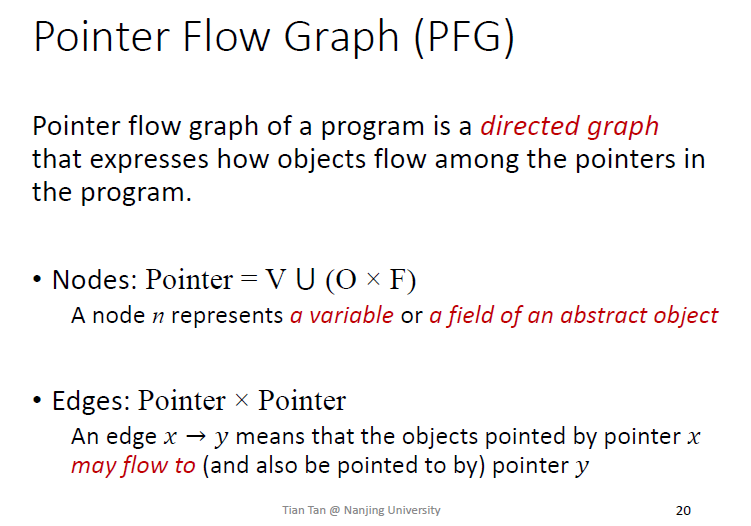 Pointer Flow Graph (PFG)
Pointer flow graph of a program is a directed graph
that expresses how objects flow among the pointers in
the program.
• Nodes: Pointer = V ⋃ (O × F)
A node n represents a variable or a field of an abstract object
• Edges: Pointer × Pointer
An edge x → y means that the objects pointed by pointer x
may flow to (and also be pointed to by) pointer y
Tian Tan @ Nanjing University
20